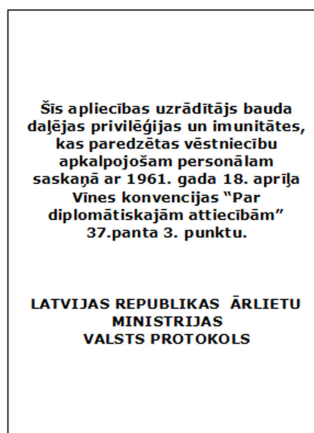 Šīs apliecības uzrādītājs bauda
daļējas privilēģijas un imunitātes,
kas paredzētas vēstniecību
apkalpojošam personālam
saskaņā ar 1961. gada 18. aprīļa
Vīnes konvencijas “Par
diplomātiskajām attiecībām”
37.panta 3. punktu.
LATVIJAS REPUBLIKAS ĀRLIETU
MINISTRIJAS
VALSTS PROTOKOLS